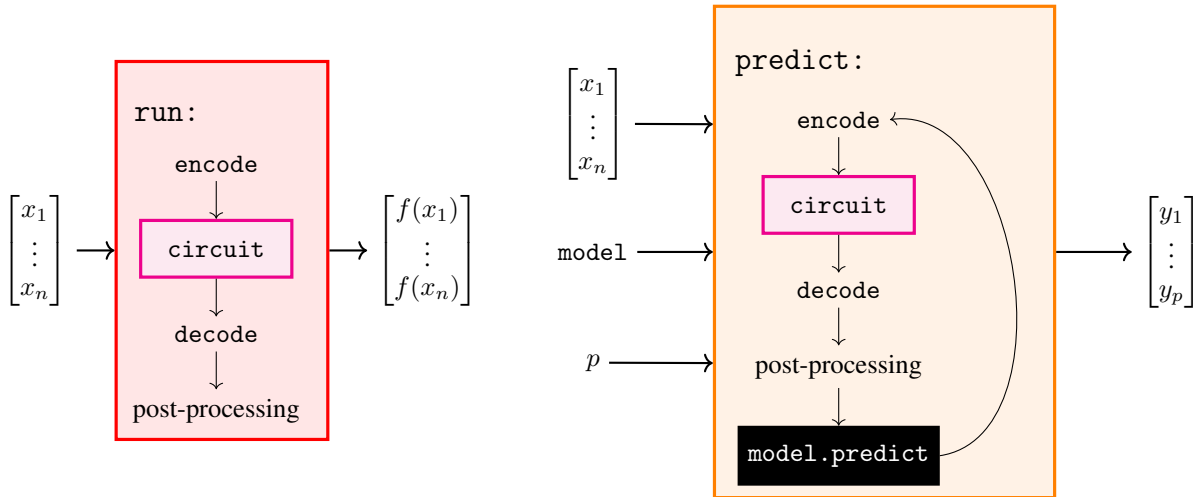 run:
encode
circuit
decode
post-processing
[x₁ ⋮ xₙ]
[f(x₁) ⋮ f(xₙ)]
predict:
encode
circuit
decode
post-processing
model.predict
[x₁ ⋮ xₙ]
model
p
[y₁ ⋮ yₚ]